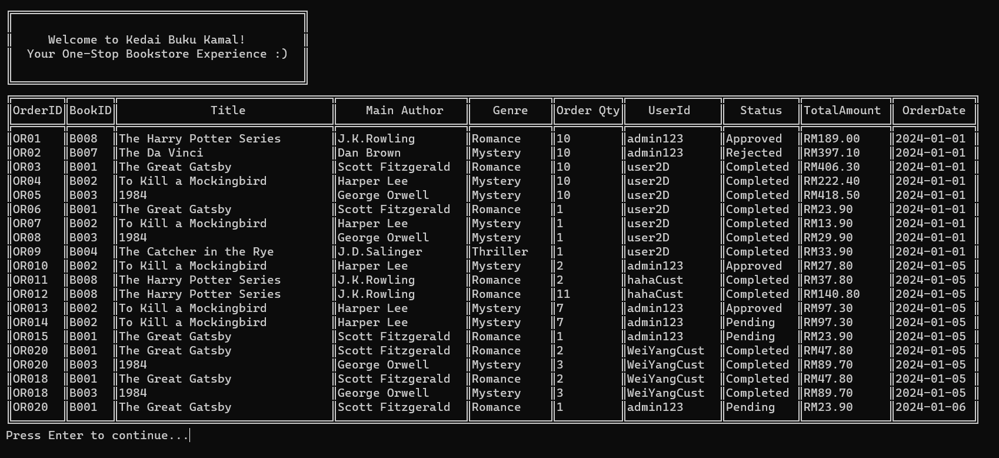 Welcome to Kedai Buku Kamal!
Your One-Stop Bookstore Experience :)
OrderID BookID Title Main Author Genre Order Qty UserId Status TotalAmount OrderDate
OR01 B008 The Harry Potter Series J.K.Rowling Romance 10 admin123 Approved RM189.00 2024-01-01
OR02 B007 The Da Vinci Dan Brown Mystery 10 admin123 Rejected RM397.10 2024-01-01
OR03 B001 The Great Gatsby Scott Fitzgerald Romance 10 user2D Completed RM406.30 2024-01-01
OR04 B002 To Kill a Mockingbird Harper Lee Mystery 10 user2D Completed RM222.40 2024-01-01
OR05 B003 1984 George Orwell Mystery 10 user2D Completed RM418.50 2024-01-01
OR06 B001 The Great Gatsby Scott Fitzgerald Romance 1 user2D Completed RM23.90 2024-01-01
OR07 B002 To Kill a Mockingbird Harper Lee Mystery 1 user2D Completed RM13.90 2024-01-01
OR08 B003 1984 George Orwell Mystery 1 user2D Completed RM29.90 2024-01-01
OR09 B004 The Catcher in the Rye J.D.Salinger Thriller 1 user2D Completed RM33.90 2024-01-01
OR010 B002 To Kill a Mockingbird Harper Lee Mystery 2 admin123 Approved RM27.80 2024-01-05
OR011 B008 The Harry Potter Series J.K.Rowling Romance 2 hahaCust Completed RM37.80 2024-01-05
OR012 B008 The Harry Potter Series J.K.Rowling Romance 11 hahaCust Completed RM140.80 2024-01-05
OR013 B002 To Kill a Mockingbird Harper Lee Mystery 7 admin123 Approved RM97.30 2024-01-05
OR014 B002 To Kill a Mockingbird Harper Lee Mystery 7 admin123 Pending RM97.30 2024-01-05
OR015 B001 The Great Gatsby Scott Fitzgerald Romance 1 admin123 Pending RM23.90 2024-01-05
OR020 B001 The Great Gatsby Scott Fitzgerald Romance 2 WeiYangCust Completed RM47.80 2024-01-05
OR020 B003 1984 George Orwell Mystery 3 WeiYangCust Completed RM89.70 2024-01-05
OR018 B001 The Great Gatsby Scott Fitzgerald Romance 2 WeiYangCust Completed RM47.80 2024-01-05
OR018 B003 1984 George Orwell Mystery 3 WeiYangCust Completed RM89.70 2024-01-05
OR020 B001 The Great Gatsby Scott Fitzgerald Romance 1 admin123 Pending RM23.90 2024-01-06
Press Enter to continue...